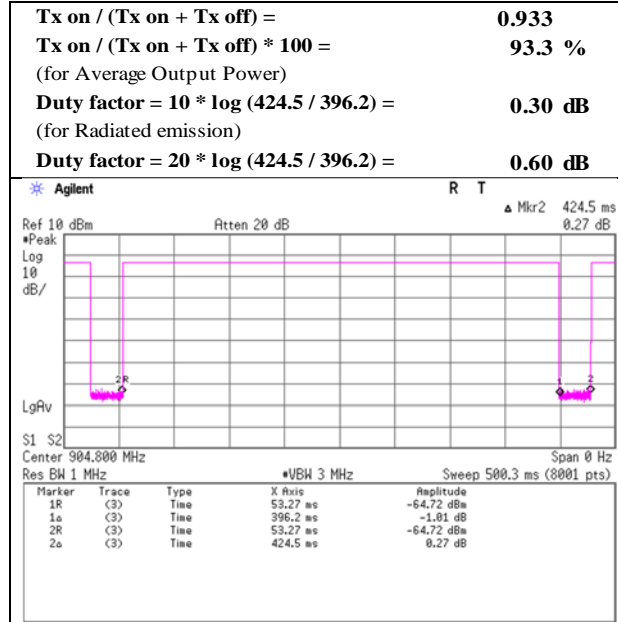 Tx on / (Tx on + Tx off) = 0.933
Tx on / (Tx on + Tx off) * 100 = 93.3 %
(for Average Output Power)
Duty factor = 10 * log (424.5 / 396.2) = 0.30 dB
(for Radiated emission)
Duty factor = 20 * log (424.5 / 396.2) = 0.60 dB
Agilent R T
Δ Mkr2 424.5 ms
Ref 10 dBm Atten 20 dB 0.27 dB
#Peak
Log
10
dB/
2R 1 2
LgAv
S1 S2
Center 904.800 MHz Span 0 Hz
Res BW 1 MHz #VBW 3 MHz Sweep 500.3 ms (8001 pts)
Marker Trace Type X Axis Amplitude
1R (3) Time 53.27 ms -64.72 dBm
1Δ (3) Time 396.2 ms -1.01 dB
2R (3) Time 53.27 ms -64.72 dBm
2Δ (3) Time 424.5 ms 0.27 dB